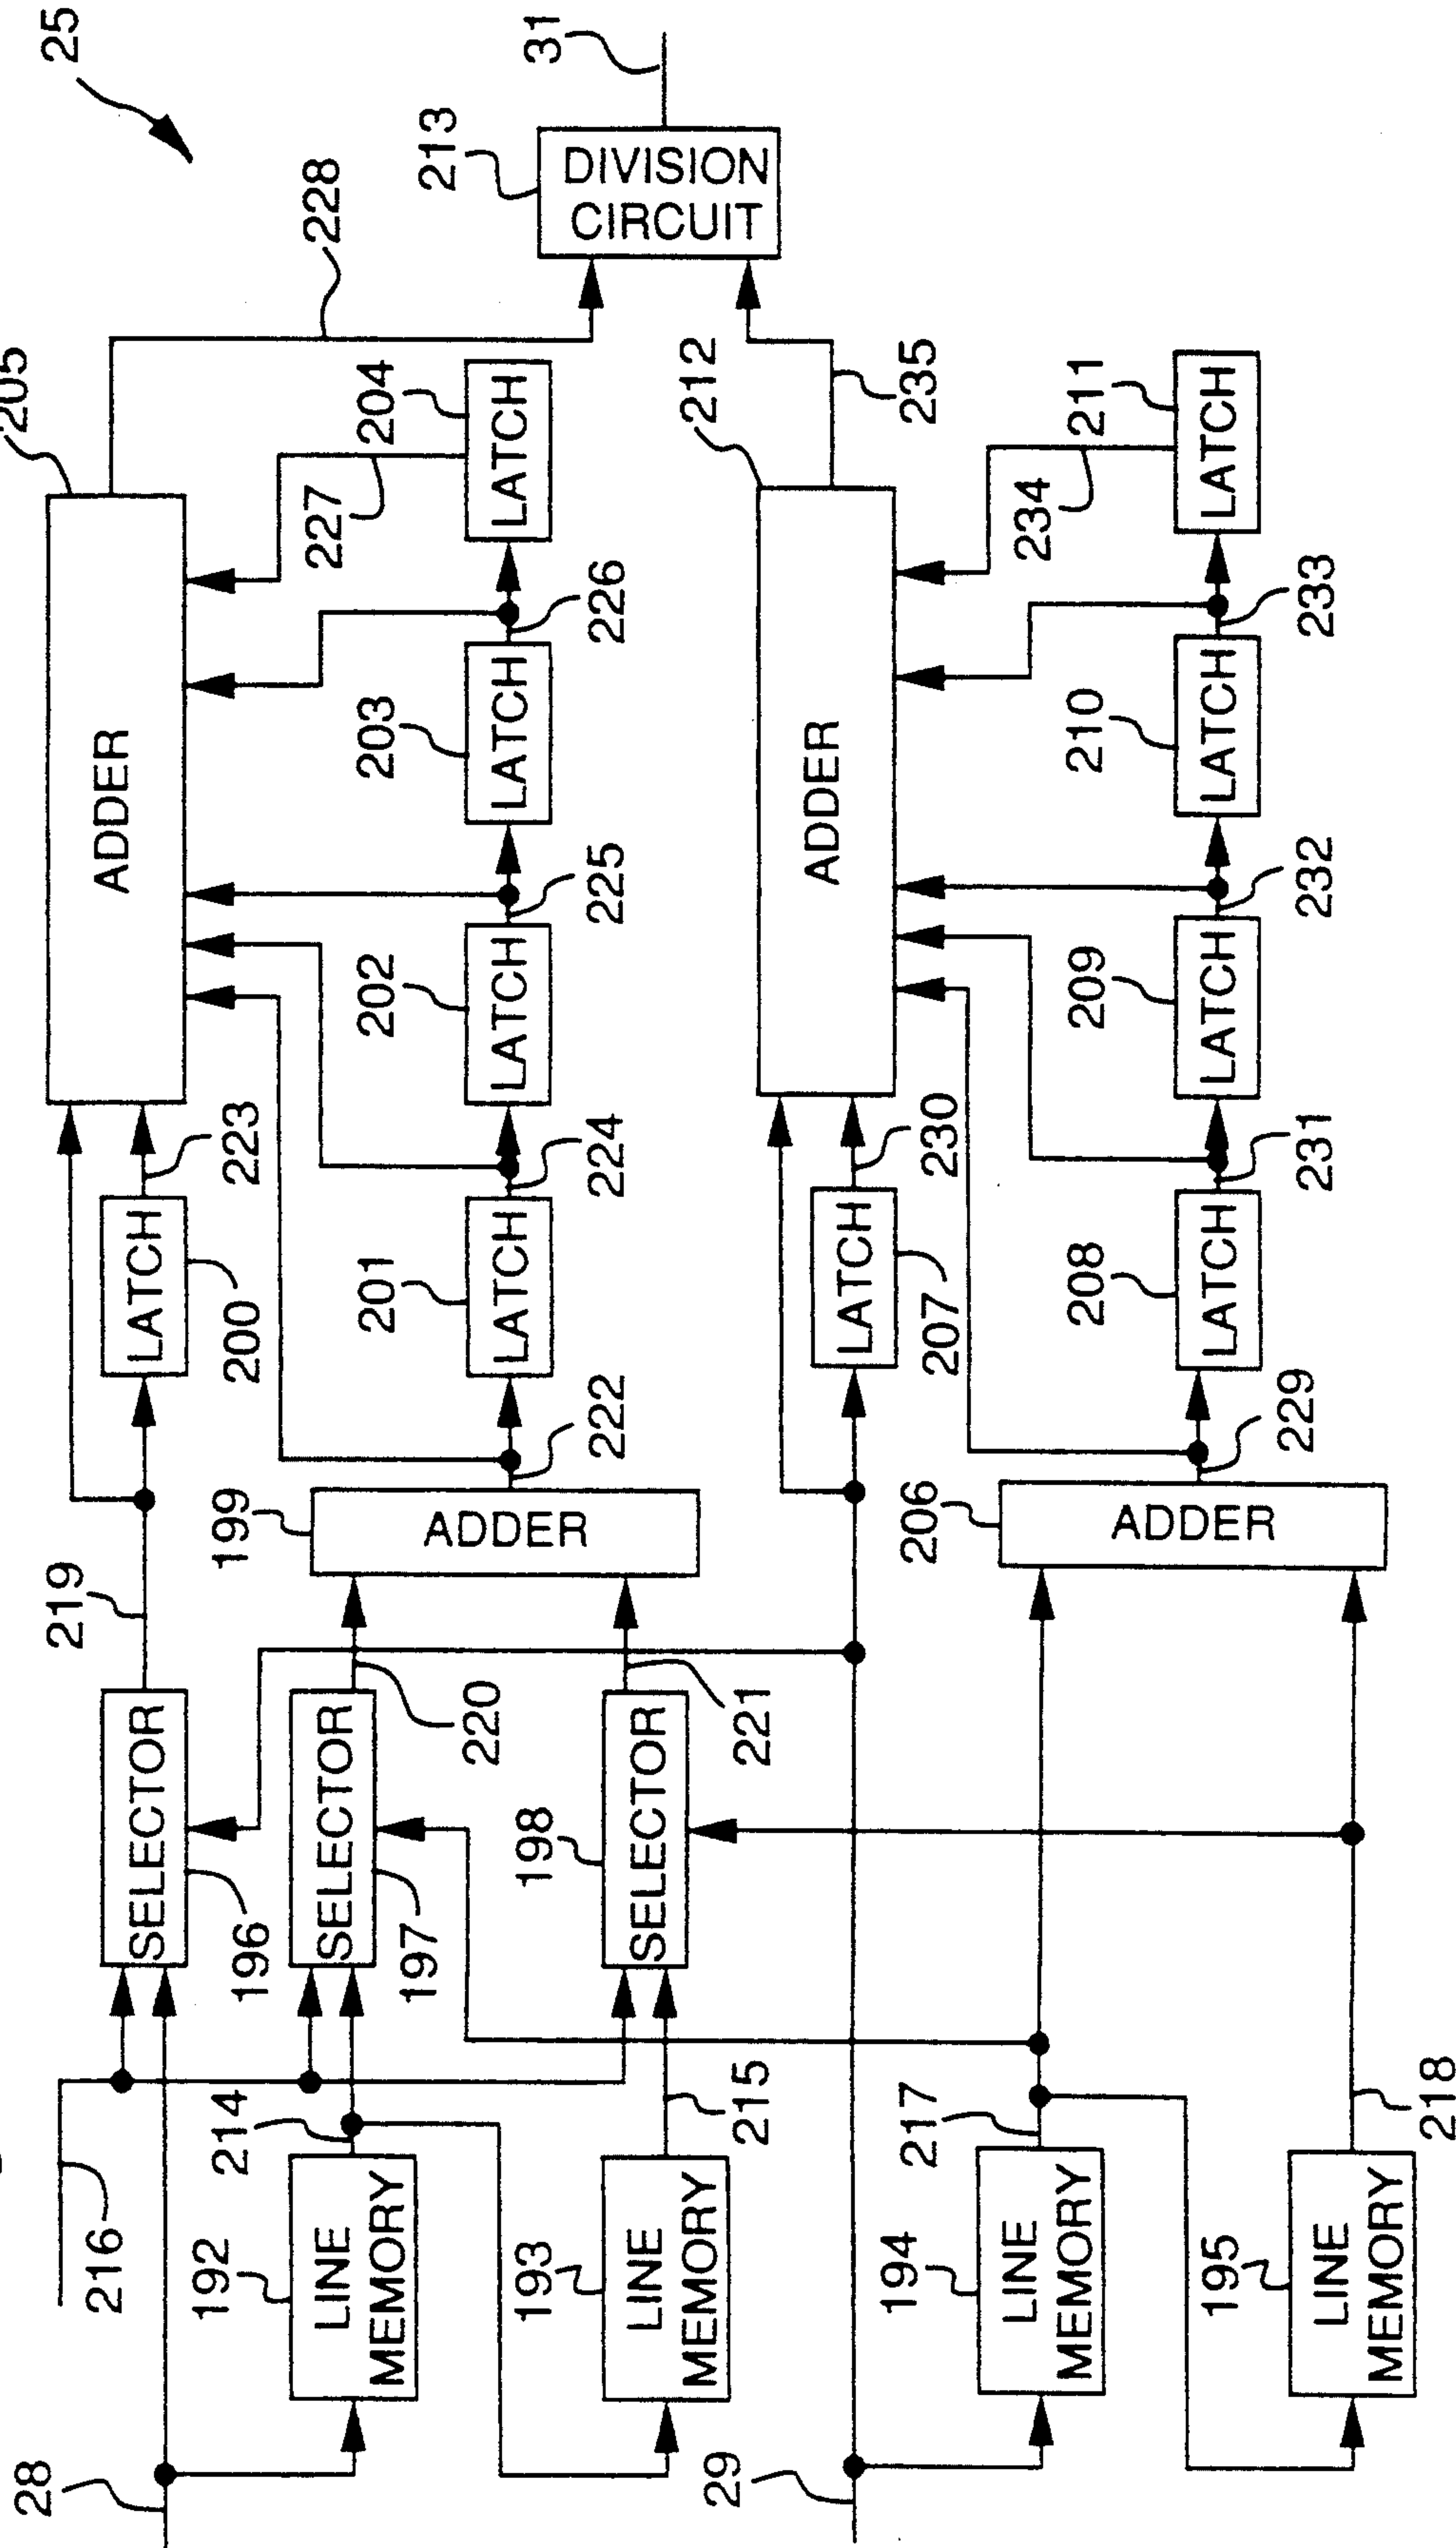 25
205
ADDER
228
31
213
DIVISION
CIRCUIT
219
LATCH
200
223
227
204
LATCH
226
203
LATCH
225
202
LATCH
224
201
LATCH
222
199
ADDER
216
SELECTOR
196
SELECTOR
197
220
198
SELECTOR
221
28
192
LINE
MEMORY
214
193
LINE
MEMORY
215
212
ADDER
235
LATCH
207
230
234
211
LATCH
233
210
LATCH
232
209
LATCH
231
208
LATCH
229
206
ADDER
29
194
LINE
MEMORY
217
195
LINE
MEMORY
218